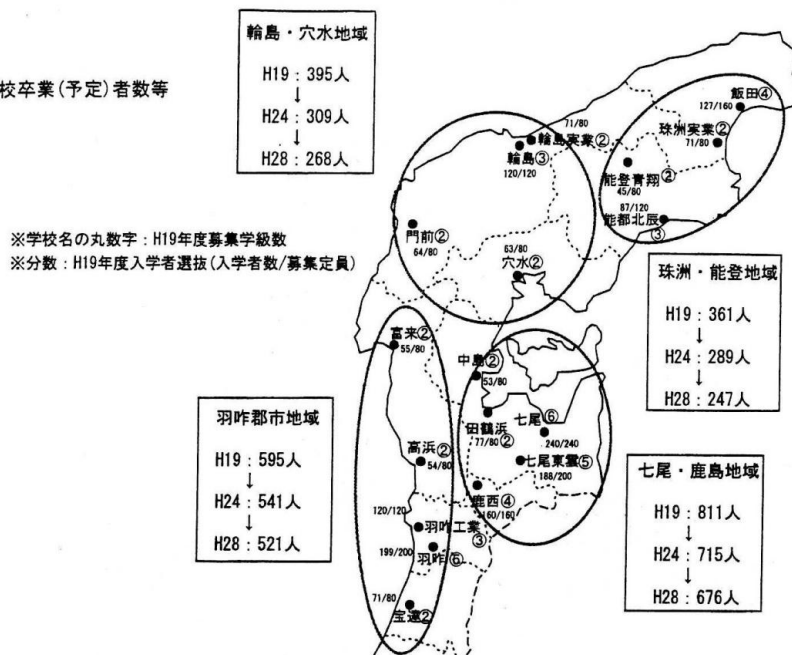 校卒業(予定)者数等
※学校名の丸数字：H19年度募集学級数
※分数：H19年度入学者選抜(入学者数/募集定員)
輪島・穴水地域
H19：395人
↓
H24：309人
↓
H28：268人
71/80
輪島実業②
輪島③
120/120
門前②
64/80
63/80
穴水②
飯田④
127/160
珠洲実業②
71/80
能登青翔②
45/80
87/120
能都北辰
③
珠洲・能登地域
H19：361人
↓
H24：289人
↓
H28：247人
富来②
55/80
高浜②
54/80
120/120
羽咋工業
③
199/200
羽咋⑤
71/80
宝達②
羽咋郡市地域
H19：595人
↓
H24：541人
↓
H28：521人
中島②
53/80
田鶴浜
77/80②
七尾⑥
240/240
七尾東雲⑤
188/200
鹿西④
160/160
七尾・鹿島地域
H19：811人
↓
H24：715人
↓
H28：676人